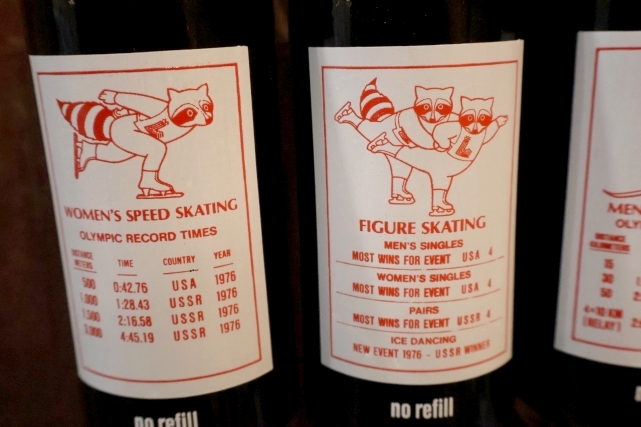 WOMEN'S SPEED SKATING
OLYMPIC RECORD TIMES
DISTANCE METERS TIME COUNTRY YEAR
500 0:42.76 USA 1976
1,000 1:28.43 USSR 1976
1,500 2:16.58 USSR 1976
3,000 4:45.19 USSR 1976
no refill
FIGURE SKATING
MEN'S SINGLES
MOST WINS FOR EVENT USA 4
WOMEN'S SINGLES
MOST WINS FOR EVENT USA 4
PAIRS
MOST WINS FOR EVENT USSR 4
ICE DANCING
NEW EVENT 1976 - USSR WINNER
no refill
MEN
OLY
DISTANCE
KILOMETERS
15
30
50
4×10 KM
(RELAY)